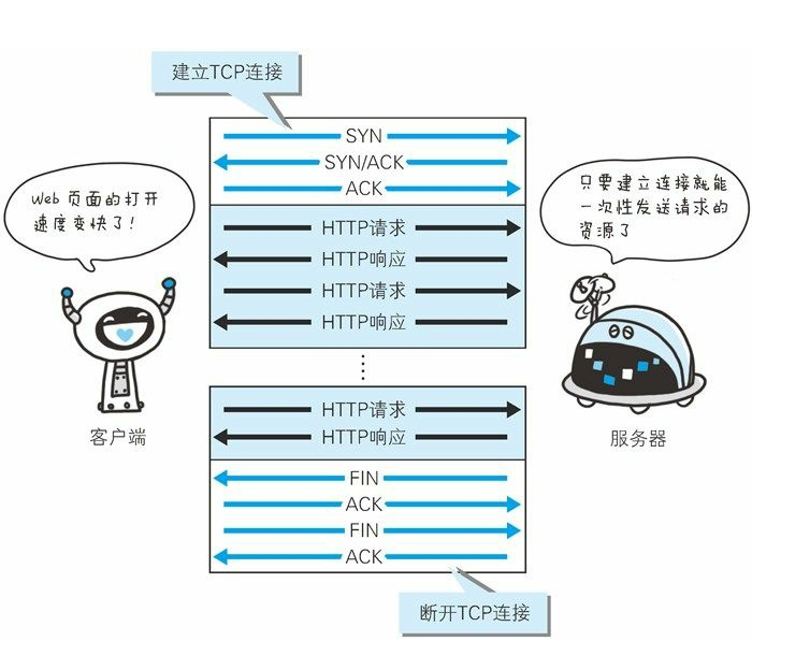 建立TCP连接
SYN
SYN/ACK
ACK
Web 页面的打开
速度变快了!
只要建立连接就能
一次性发送请求的
资源了
HTTP请求
HTTP响应
HTTP请求
HTTP响应
HTTP请求
HTTP响应
客户端
服务器
FIN
ACK
FIN
ACK
断开TCP连接